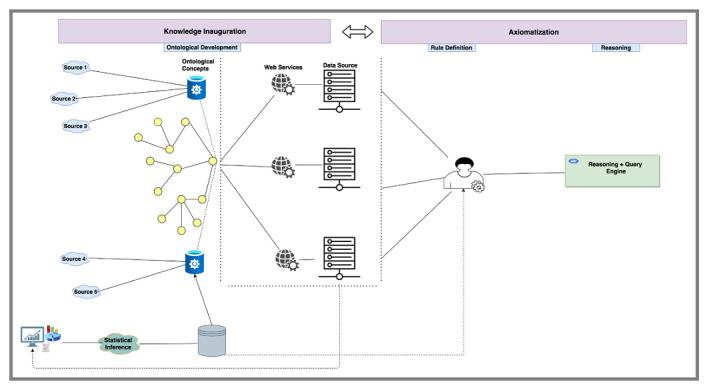 Knowledge Inauguration
Axiomatization
Ontological Development
Rule Definition
Reasoning
Ontological
Concepts
Web Services
Data Source
Source 1
Source 2
Source 3
Reasoning + Query
Engine
Source 4
Source 5
Statistical
Inference